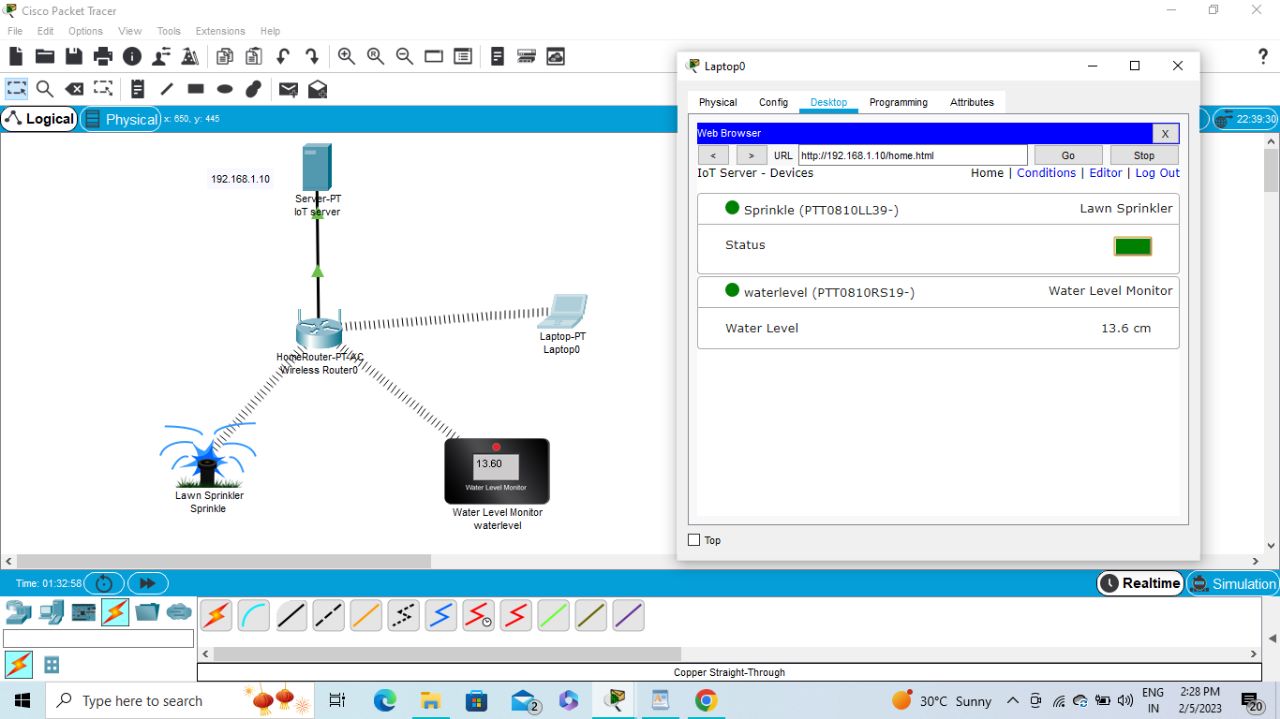 Cisco Packet Tracer
File Edit Options View Tools Extensions Help
Logical
Physical
x: 650, y: 445
22:39:30
192.168.1.10
Server-PT
IoT server
HomeRouter-PT-AC
Wireless Router0
Laptop-PT
Laptop0
Lawn Sprinkler
Sprinkle
13.60
Water Level Monitor
Water Level Monitor
waterlevel
Laptop0
Physical Config Desktop Programming Attributes
Web Browser X
< > URL http://192.168.1.10/home.html Go Stop
IoT Server - Devices Home | Conditions | Editor | Log Out
Sprinkle (PTT0810LL39-) Lawn Sprinkler
Status
waterlevel (PTT0810RS19-) Water Level Monitor
Water Level 13.6 cm
Top
Time: 01:32:58
Realtime
Simulation
Copper Straight-Through
Type here to search
2
30°C Sunny
ENG
IN
2:28 PM
2/5/2023
20